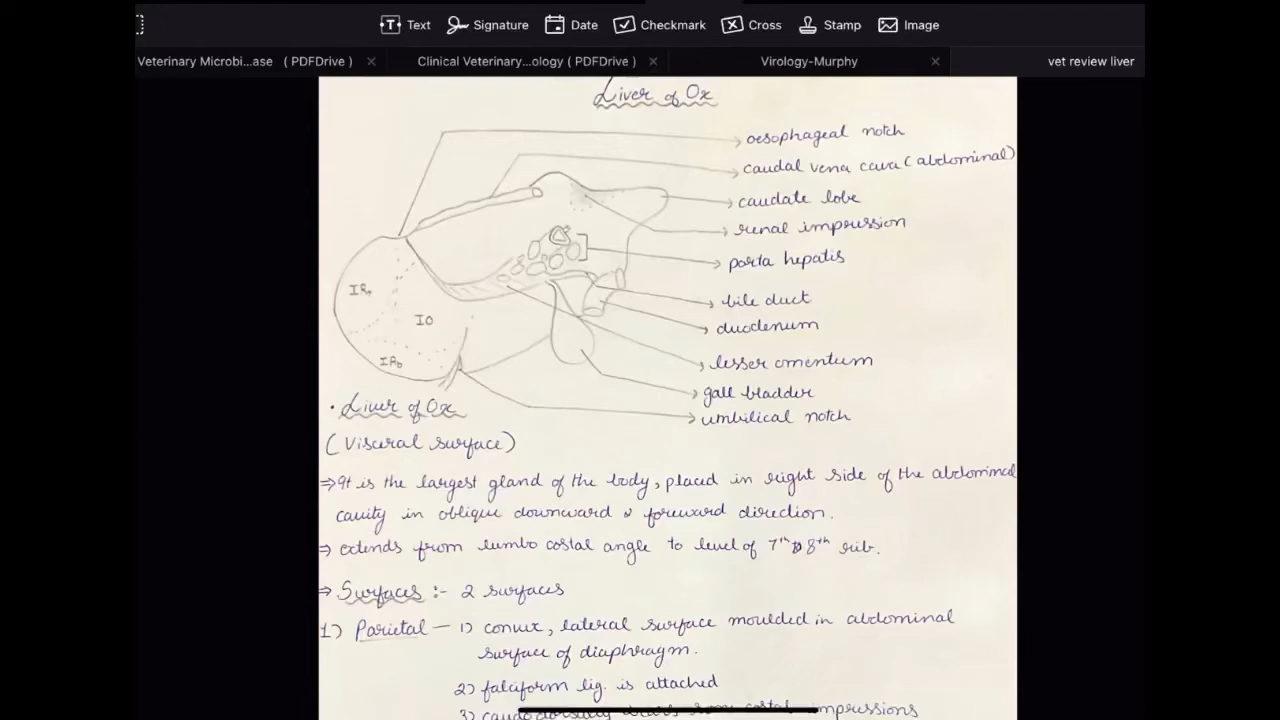 Text Signature Date Checkmark Cross Stamp Image
Veterinary Microbi...ase ( PDFDrive ) Clinical Veterinary...ology ( PDFDrive ) Virology-Murphy vet review liver
Liver of Ox
oesophageal notch
caudal vena cava (abdominal)
caudate lobe
renal impression
porta hepatis
bile duct
duodenum
lesser omentum
gall bladder
umbilical notch
IO
• Liver of Ox
(Visceral surface)
⇒ It is the largest gland of the body, placed in right side of the abdominal
cavity in oblique downward & foreward direction.
⇒ extends from lumbo costal angle to level of 7th 8th rib.
⇒ Surfaces :- 2 surfaces
1) Parietal – 1) convex, lateral surface moulded in abdominal
surface of diaphragm.
2) falciform lig. is attached
3) impressions